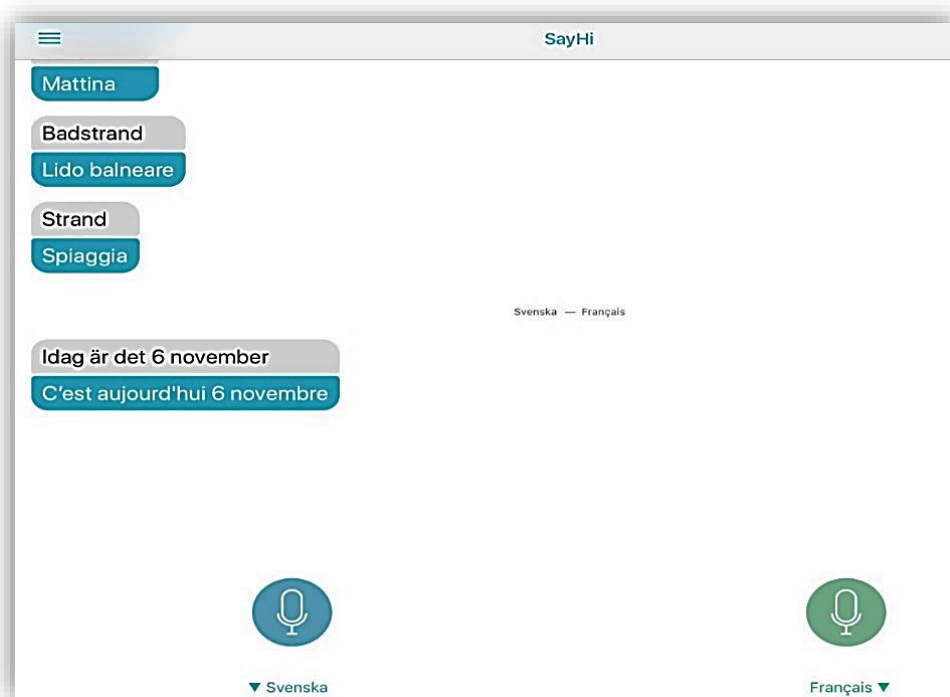 SayHi
Mattina
Badstrand
Lido balneare
Strand
Spiaggia
Svenska — Français
Idag är det 6 november
C'est aujourd'hui 6 novembre
▼ Svenska
Français ▼